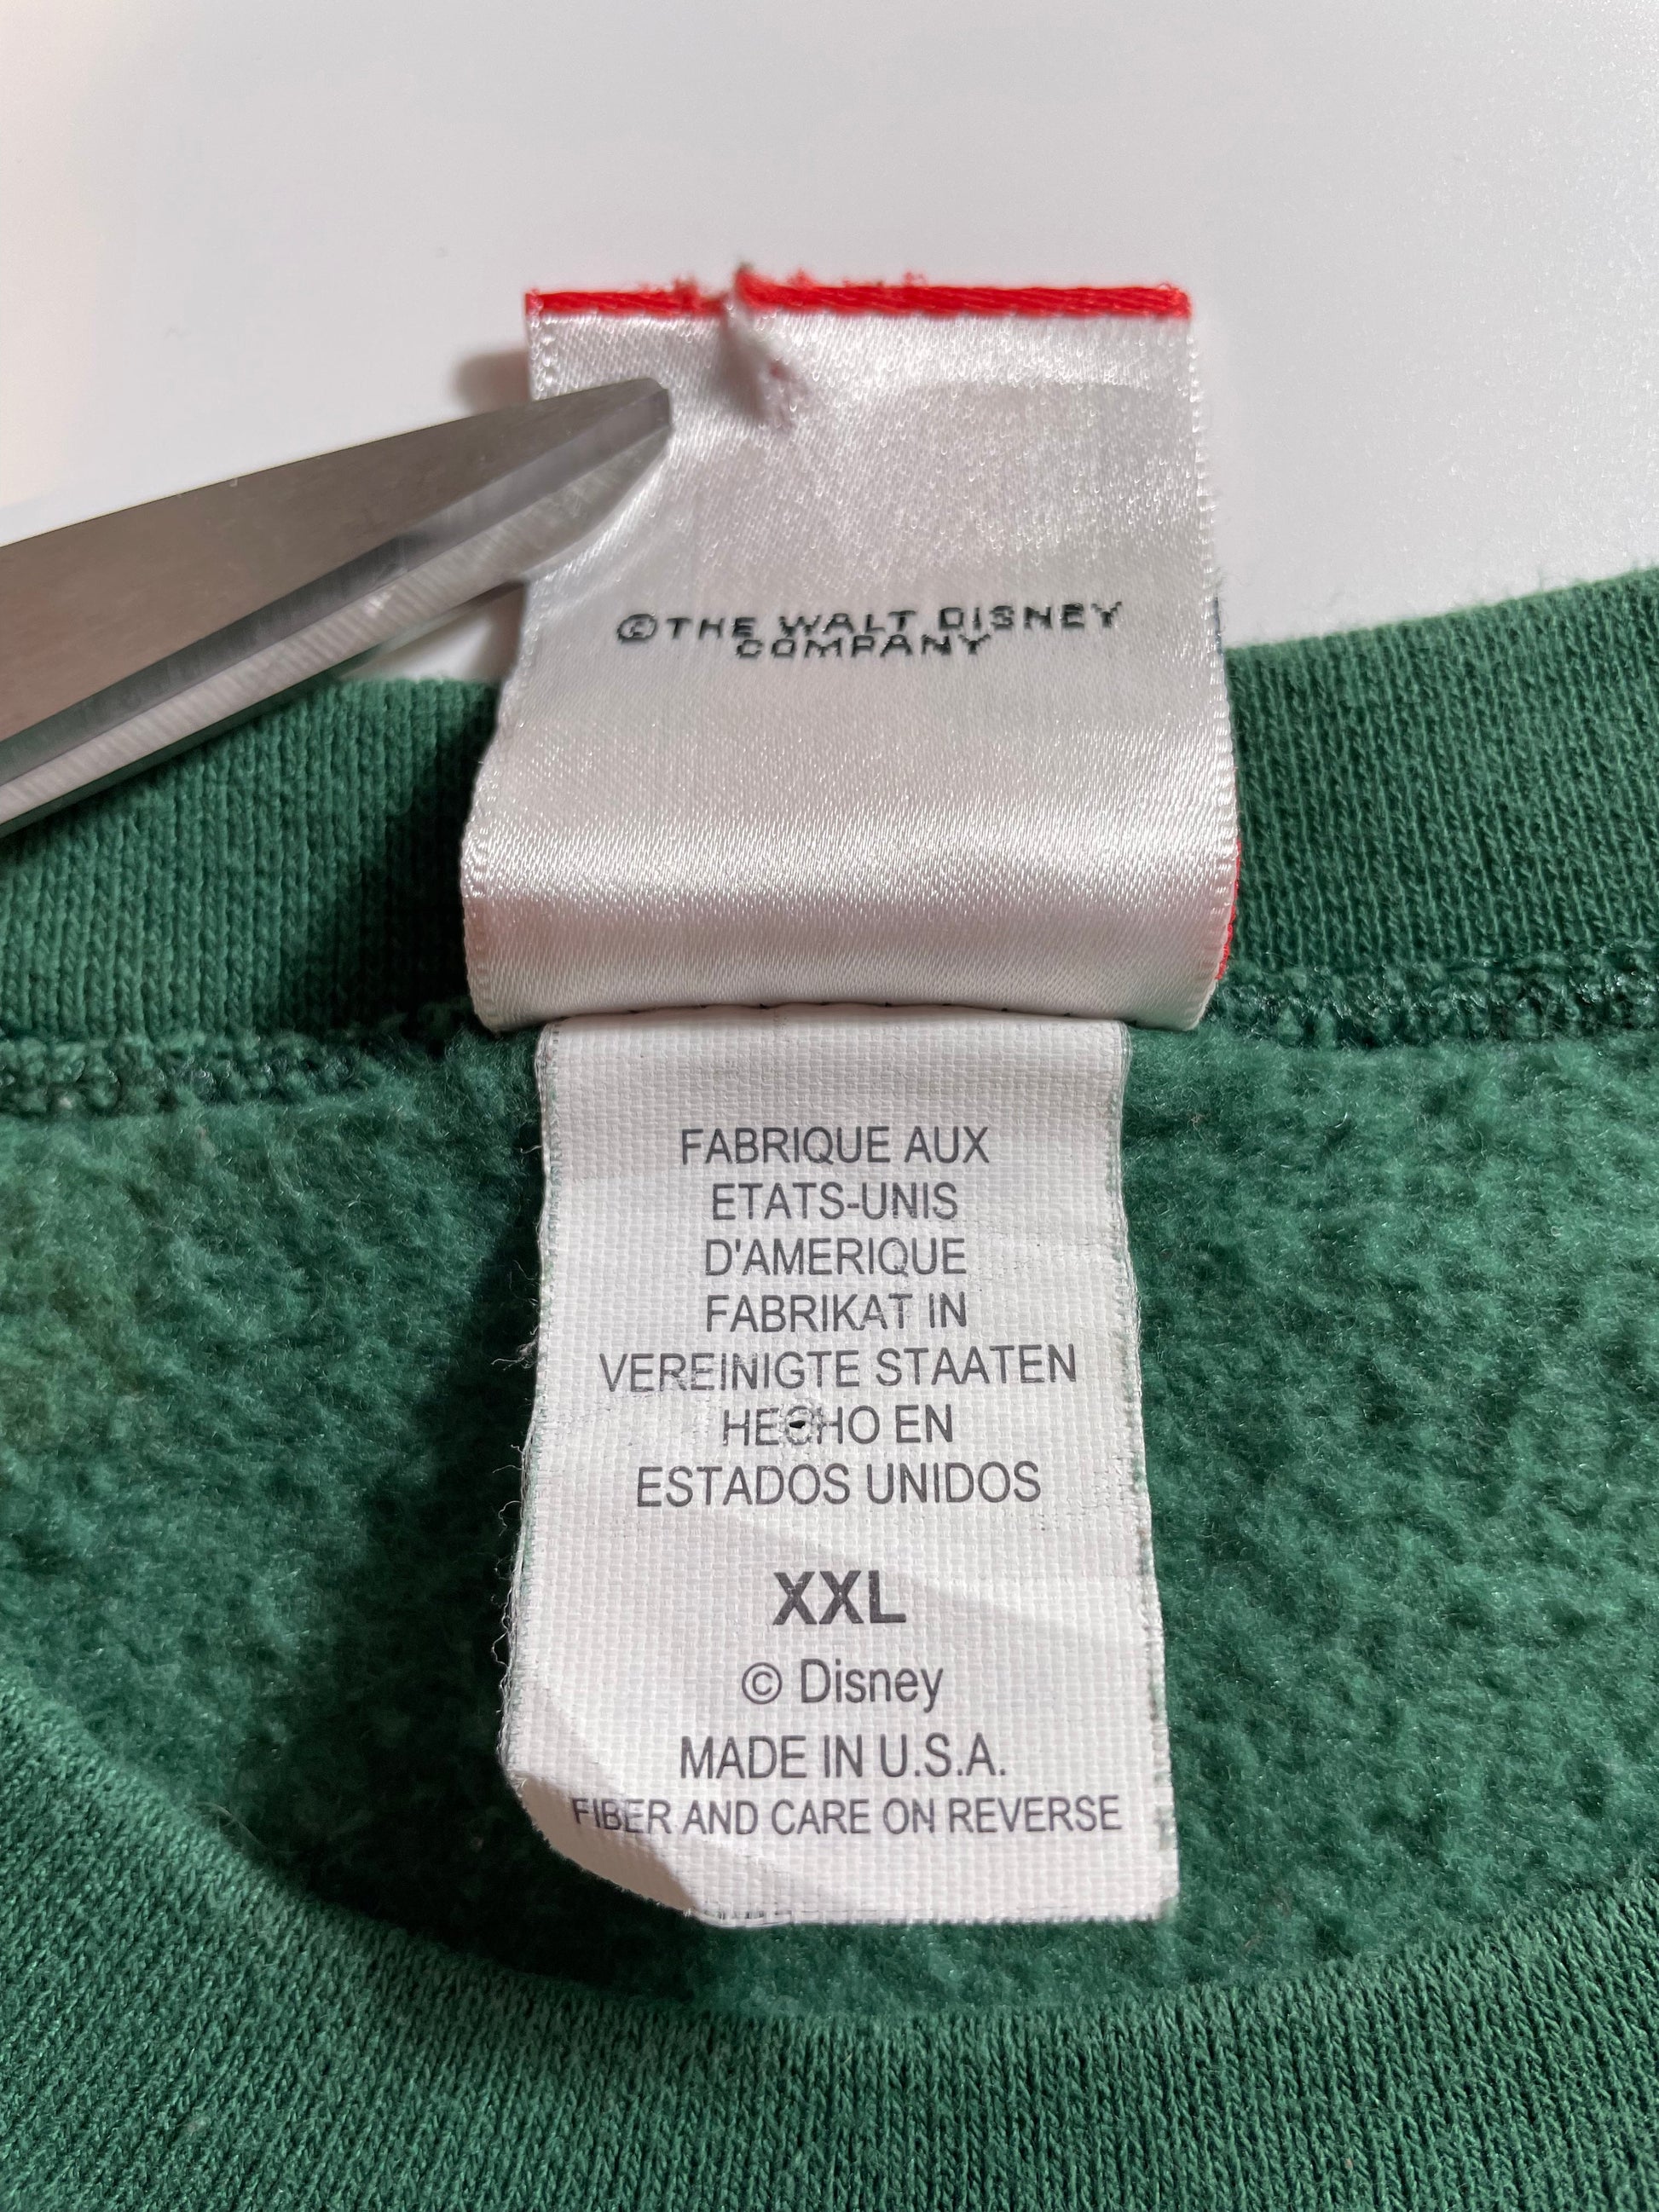 ©THE WALT DISNEY
COMPANY
FABRIQUE AUX
ETATS-UNIS
D'AMERIQUE
FABRIKAT IN
VEREINIGTE STAATEN
HECHO EN
ESTADOS UNIDOS
XXL
© Disney
MADE IN U.S.A.
FIBER AND CARE ON REVERSE